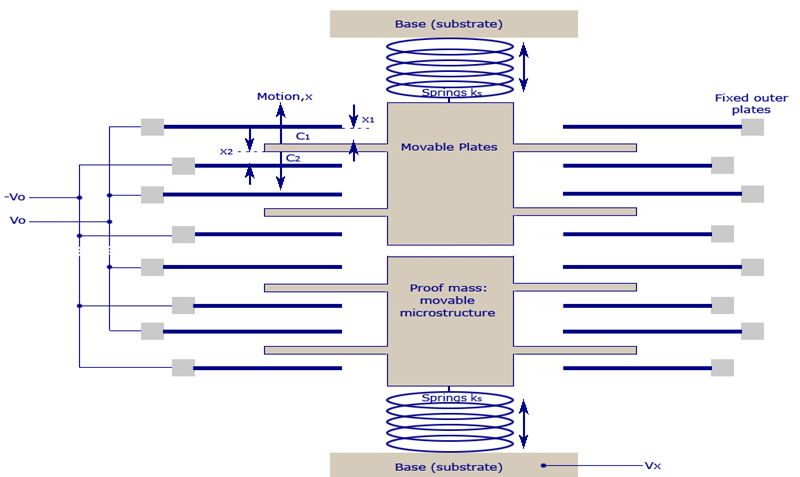 Base (substrate)
Springs ks
Motion,x
x1
Fixed outer
plates
C1
x2
C2
Movable Plates
-Vo
Vo
Proof mass:
movable
microstructure
Springs ks
Base (substrate)
Vx